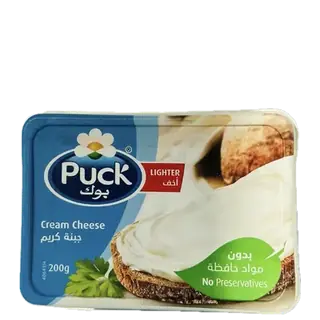 Puck
بوك
LIGHTER
أخف
Cream Cheese
جبنة كريم
200g
بدون
مواد حافظة
No Preservatives